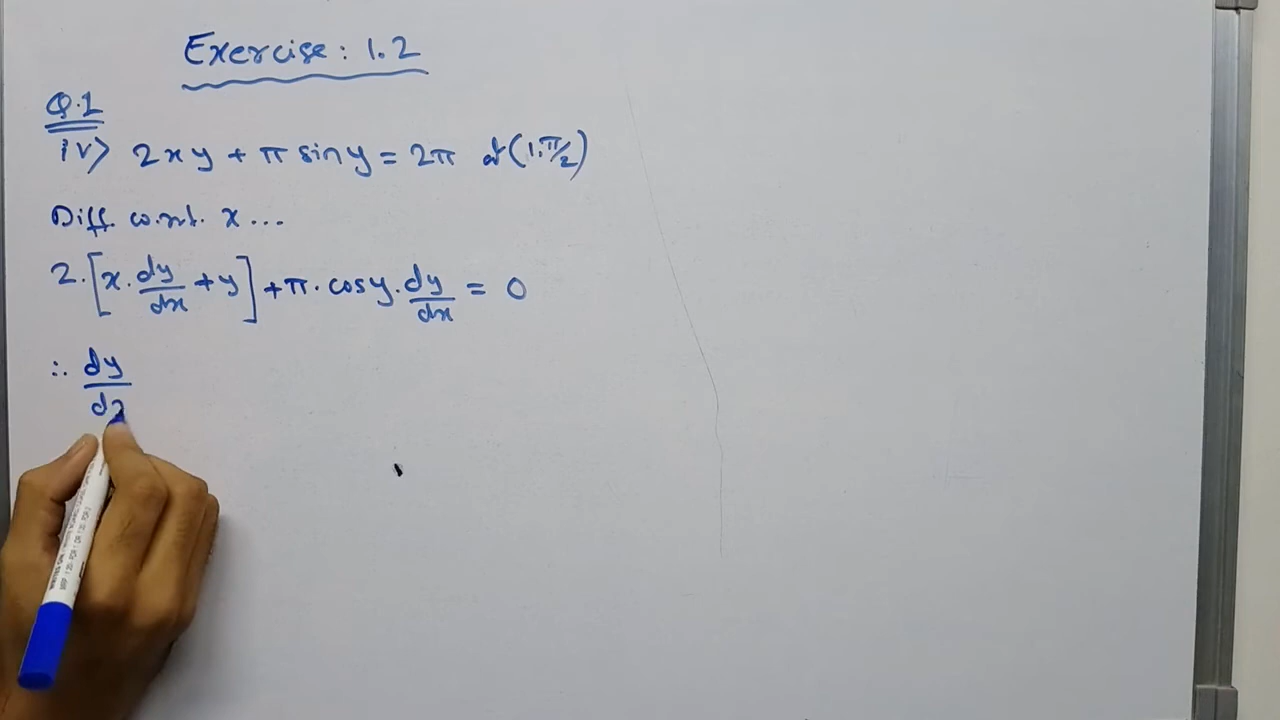 Exercise: 1.2
Q.1
iv> 2xy + π sin y = 2π at (1, π/2)
Diff. w.r.t. x ...
2.[x. dy/dx + y] + π. cos y. dy/dx = 0
∴ dy/dx